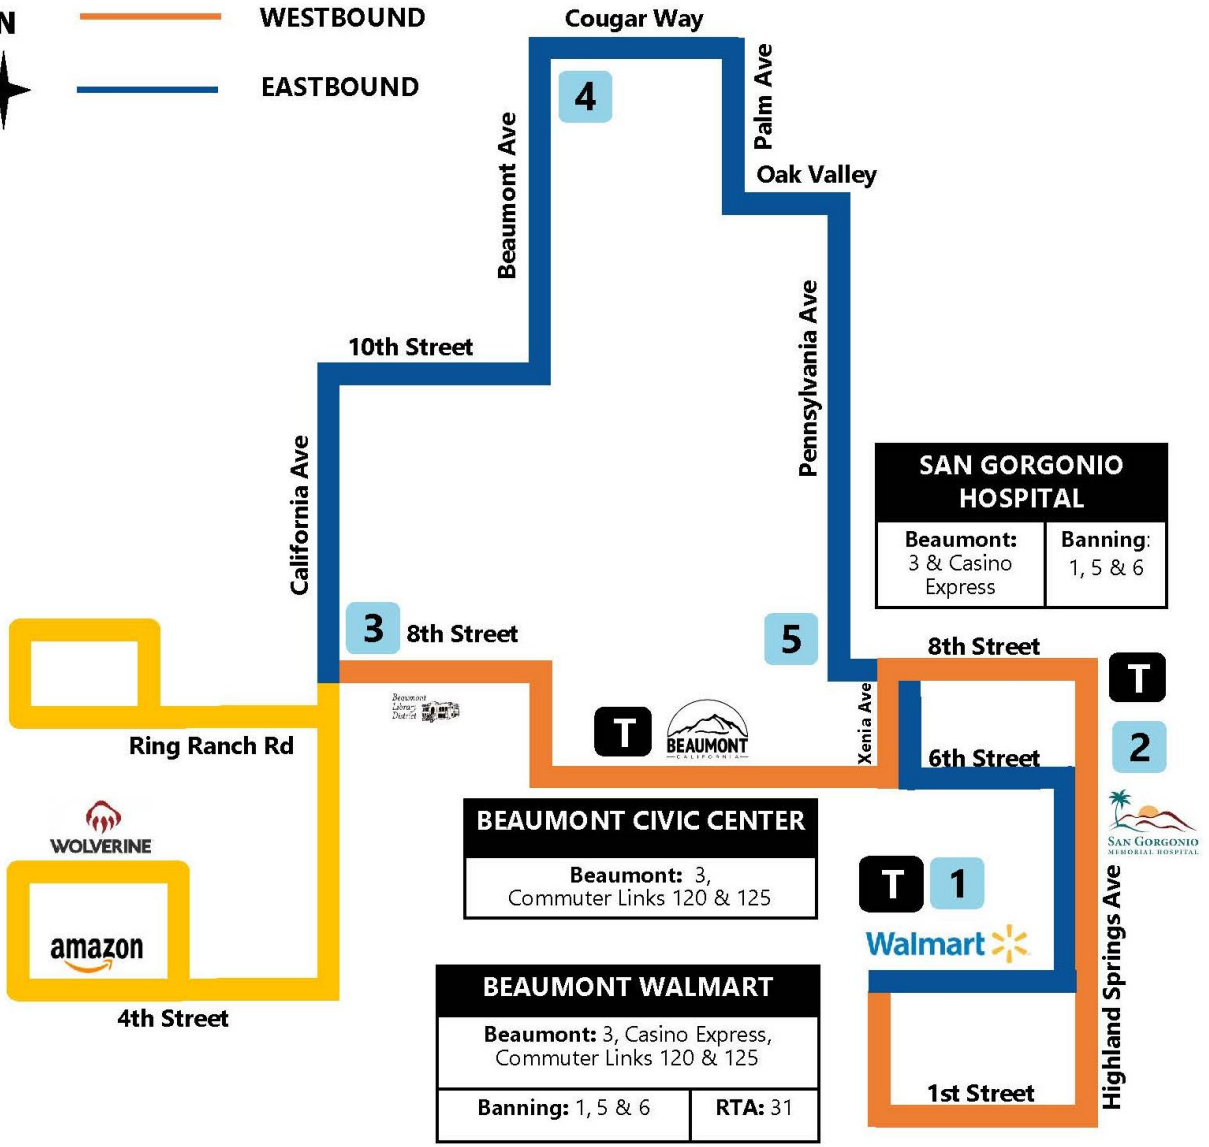 N
WESTBOUND
EASTBOUND
Cougar Way
Palm Ave
4
Beaumont Ave
Oak Valley
10th Street
Pennsylvania Ave
California Ave
SAN GORGONIO
HOSPITAL
Beaumont:
3 & Casino
Express
Banning:
1, 5 & 6
3
8th Street
5
8th Street
T
Beaumont
Library
District
Xenia Ave
T
BEAUMONT
CALIFORNIA
2
Ring Ranch Rd
6th Street
WOLVERINE
SAN GORGONIO
MEMORIAL HOSPITAL
BEAUMONT CIVIC CENTER
Beaumont: 3,
Commuter Links 120 & 125
T
1
Walmart
Highland Springs Ave
amazon
4th Street
BEAUMONT WALMART
Beaumont: 3, Casino Express,
Commuter Links 120 & 125
Banning: 1, 5 & 6
RTA: 31
1st Street